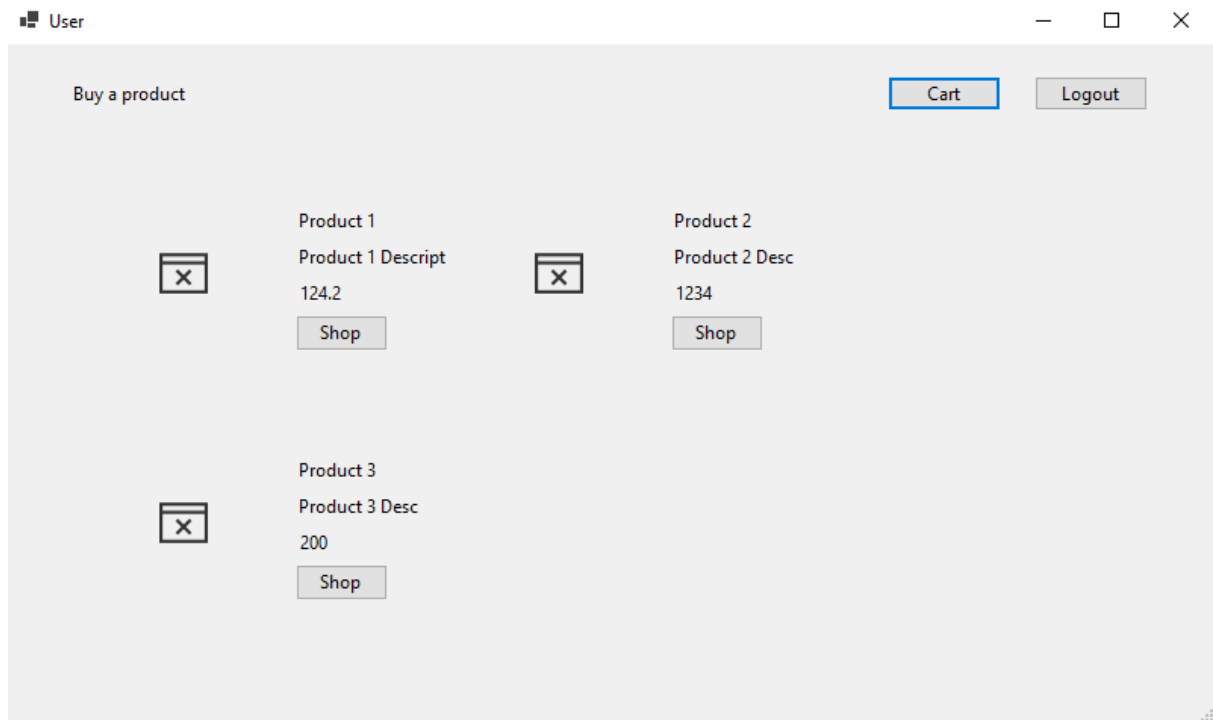 User
Buy a product
Cart
Logout
Product 1
Product 1 Descript
124.2
Shop
Product 2
Product 2 Desc
1234
Shop
Product 3
Product 3 Desc
200
Shop